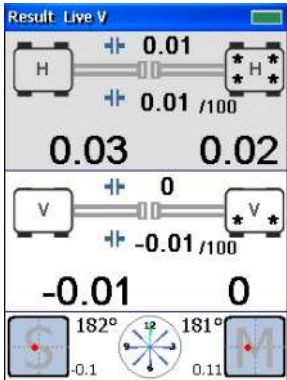 Result Live V
0.01
H
* * * *
H
0.01 /100
0.03 0.02
0
V
* *
V
-0.01 /100
-0.01 0
182° 12 181°
S 9 3 M
-0.1 6 0.11